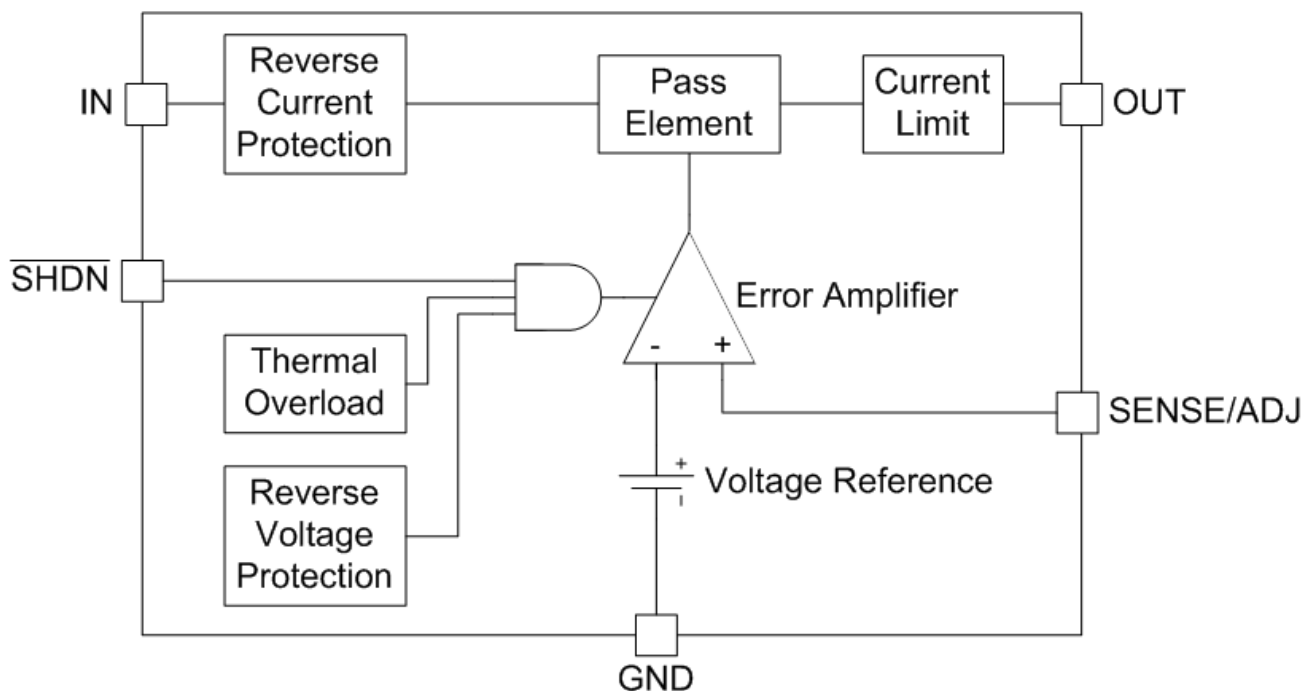 Reverse
Current
Protection
Pass
Element
Current
Limit
IN
OUT
SHDN
Error Amplifier
- +
Thermal
Overload
SENSE/ADJ
+
Voltage Reference
-
Reverse
Voltage
Protection
GND